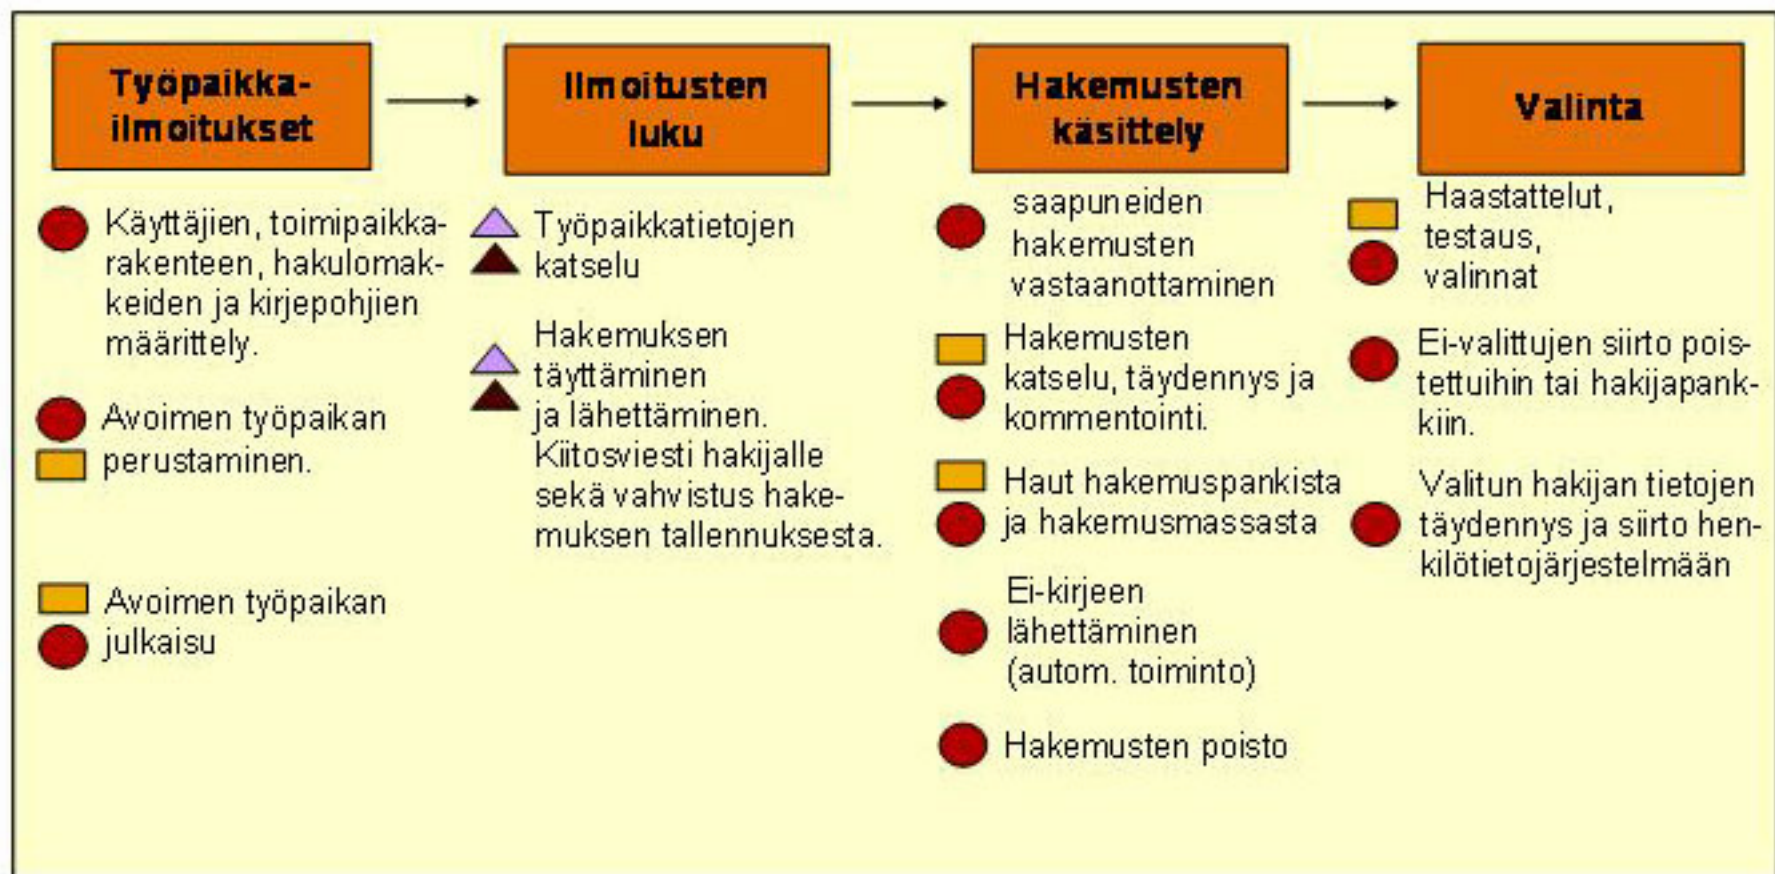 Työpaikka-
ilmoitukset
Käyttäjien, toimipaikka-
rakenteen, hakulomak-
keiden ja kirjepohjien
määrittely.
Avoimen työpaikan
perustaminen.
Avoimen työpaikan
julkaisu
Ilmoitusten
luku
Työpaikkatietojen
katselu
Hakemuksen
täyttäminen
ja lähettäminen.
Kiitosviesti hakijalle
sekä vahvistus hake-
muksen tallennuksesta.
Hakemusten
käsittely
saapuneiden
hakemusten
vastaanottaminen
Hakemusten
katselu, täydennys ja
kommentointi.
Haut hakemuspankista
ja hakemusmassasta
Ei-kirjeen
lähettäminen
(autom. toiminto)
Hakemusten poisto
Valinta
Haastattelut,
testaus,
valinnat
Ei-valittujen siirto pois-
tettuihin tai hakijapank-
kiin.
Valitun hakijan tietojen
täydennys ja siirto hen-
kilötietojärjestelmään